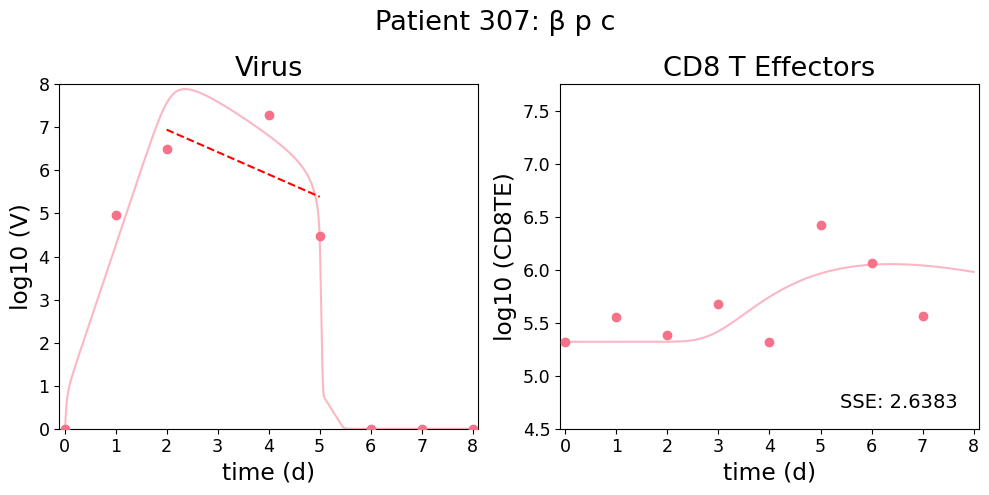 Patient 307: β p c
Virus
CD8 T Effectors
log10 (V)
8
7
6
5
4
3
2
1
0
0 1 2 3 4 5 6 7 8
time (d)
log10 (CD8TE)
7.5
7.0
6.5
6.0
5.5
5.0
4.5
SSE: 2.6383
0 1 2 3 4 5 6 7 8
time (d)